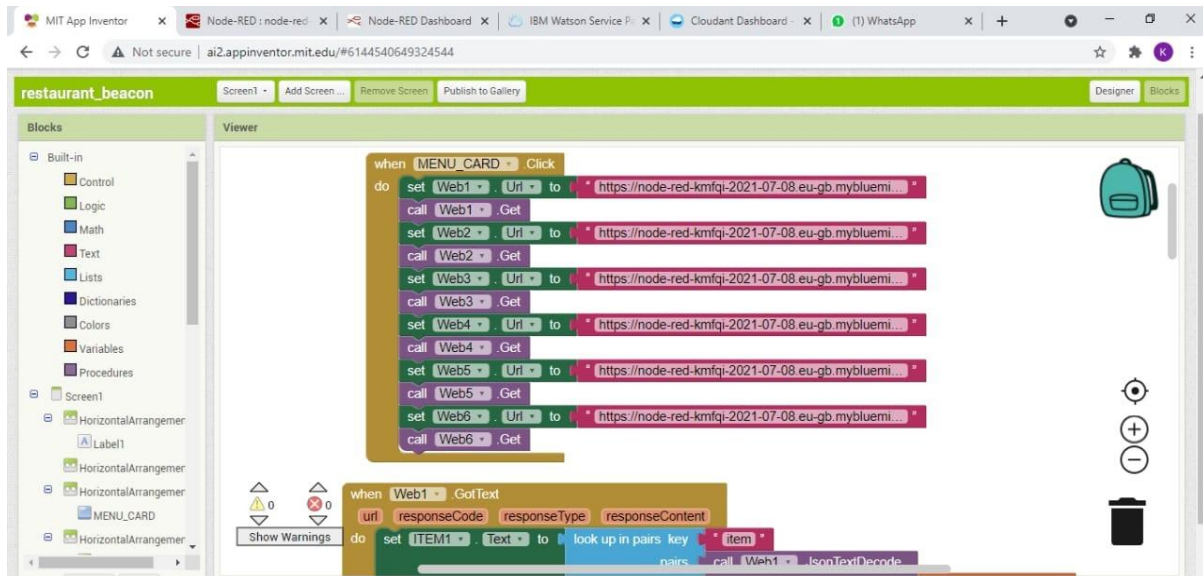 MIT App Inventor
Node-RED : node-red-
Node-RED Dashboard
IBM Watson Service P
Cloudant Dashboard -
(1) WhatsApp
Not secure | ai2.appinventor.mit.edu/#6144540649324544
K
restaurant_beacon
Screen1
Add Screen ...
Remove Screen
Publish to Gallery
Designer
Blocks
Blocks
Viewer
Built-in
Control
Logic
Math
Text
Lists
Dictionaries
Colors
Variables
Procedures
Screen1
HorizontalArrangemer
Label1
HorizontalArrangemer
HorizontalArrangemer
MENU_CARD
HorizontalArrangemer
when MENU_CARD .Click
do set Web1 . Url to " https://node-red-kmfqi-2021-07-08.eu-gb.mybluemi... "
call Web1 .Get
set Web2 . Url to " https://node-red-kmfqi-2021-07-08.eu-gb.mybluemi... "
call Web2 .Get
set Web3 . Url to " https://node-red-kmfqi-2021-07-08.eu-gb.mybluemi... "
call Web3 .Get
set Web4 . Url to " https://node-red-kmfqi-2021-07-08.eu-gb.mybluemi... "
call Web4 .Get
set Web5 . Url to " https://node-red-kmfqi-2021-07-08.eu-gb.mybluemi... "
call Web5 .Get
set Web6 . Url to " https://node-red-kmfqi-2021-07-08.eu-gb.mybluemi... "
call Web6 .Get
0 0
Show Warnings
when Web1 .GotText
url responseCode responseType responseContent
do set ITEM1 . Text to look up in pairs key " item "
pairs call Web1 .JsonTextDecode